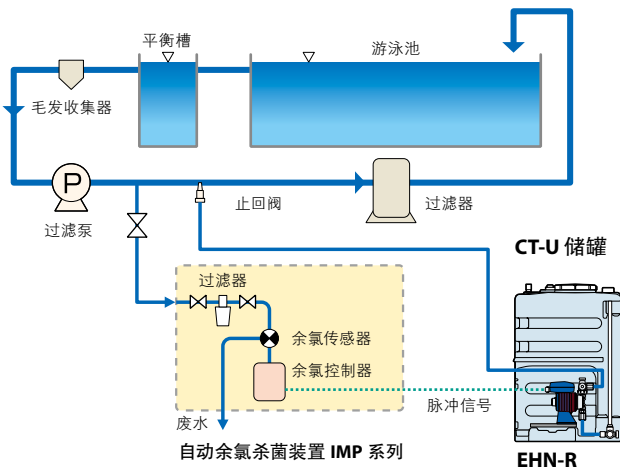 平衡槽
游泳池
毛发收集器
P
过滤泵
止回阀
过滤器
CT-U 储罐
过滤器
余氯传感器
余氯控制器
脉冲信号
废水
自动余氯杀菌装置 IMP 系列
EHN-R